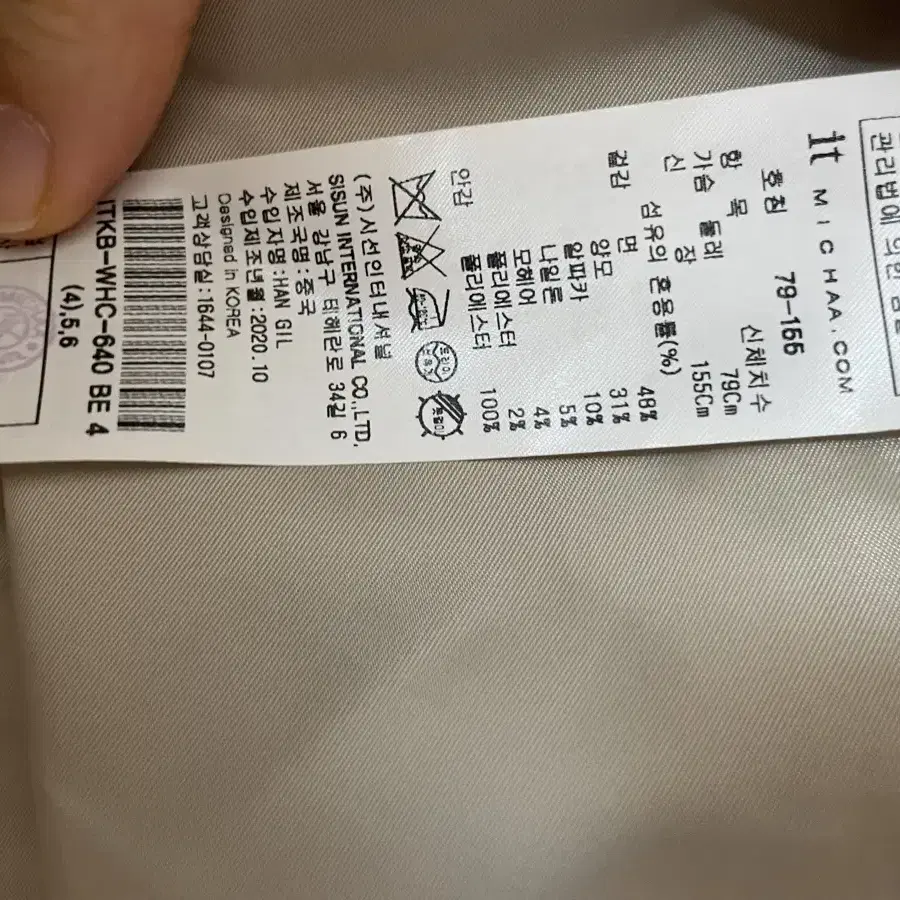 관리법에 의한
it MICHAA.COM
호칭 79-155
항목 신체치수
가슴둘레 79Cm
신장 155Cm
섬유의 혼용률(%)
겉감 면 48%
양모 31%
알파카 10%
나일론 5%
모헤어 4%
폴리에스터 2%
안감 폴리에스터 100%
(주)시선인터내셔널
SISUN INTERNATIONAL CO.,LTD.
서울 강남구 테헤란로 34길 6
제조국명:중국
수입자명:HAN GIL
수입제조년월:2020.10
Designed in KOREA
고객상담실:1644-0107
ITKB-WHC-640 BE 4
(4),5,6